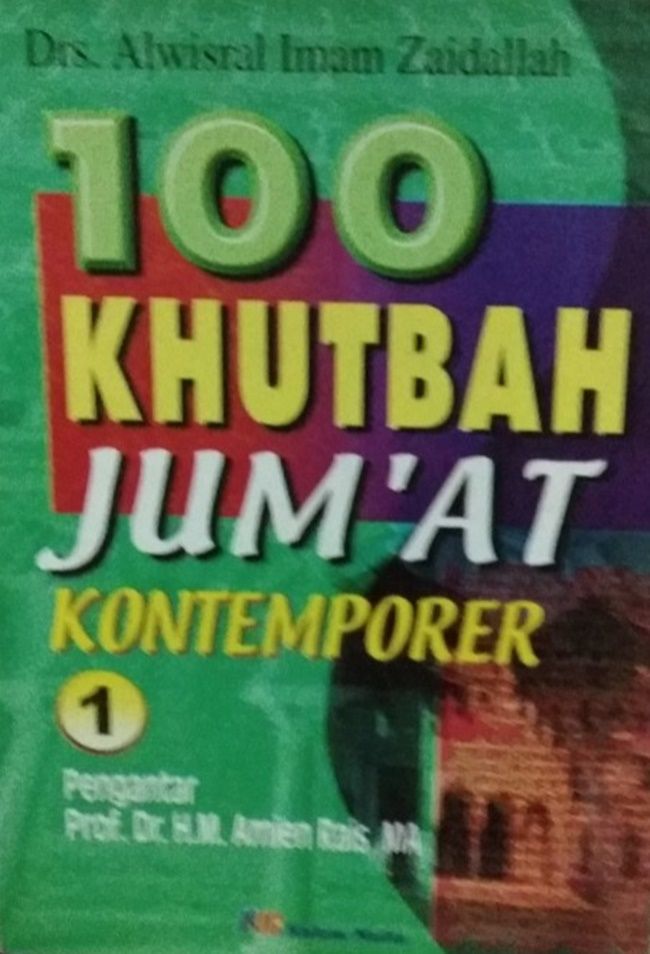 Drs. Alwisral Imam Zaidallah
100
KHUTBAH
JUM'AT
KONTEMPORER
1
Pengantar
Prof. Dr. H.M. Amien Rais, MA